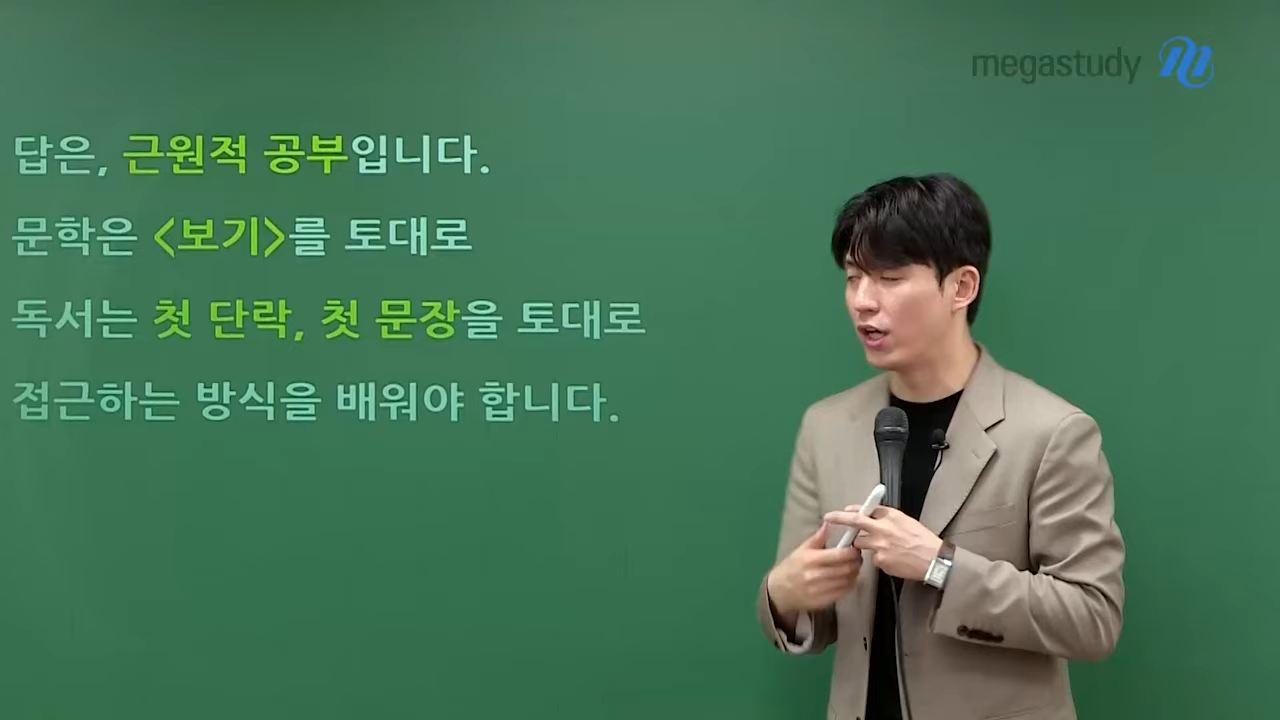 megastudy
답은, 근원적 공부입니다.
문학은 <보기>를 토대로
독서는 첫 단락, 첫 문장을 토대로
접근하는 방식을 배워야 합니다.